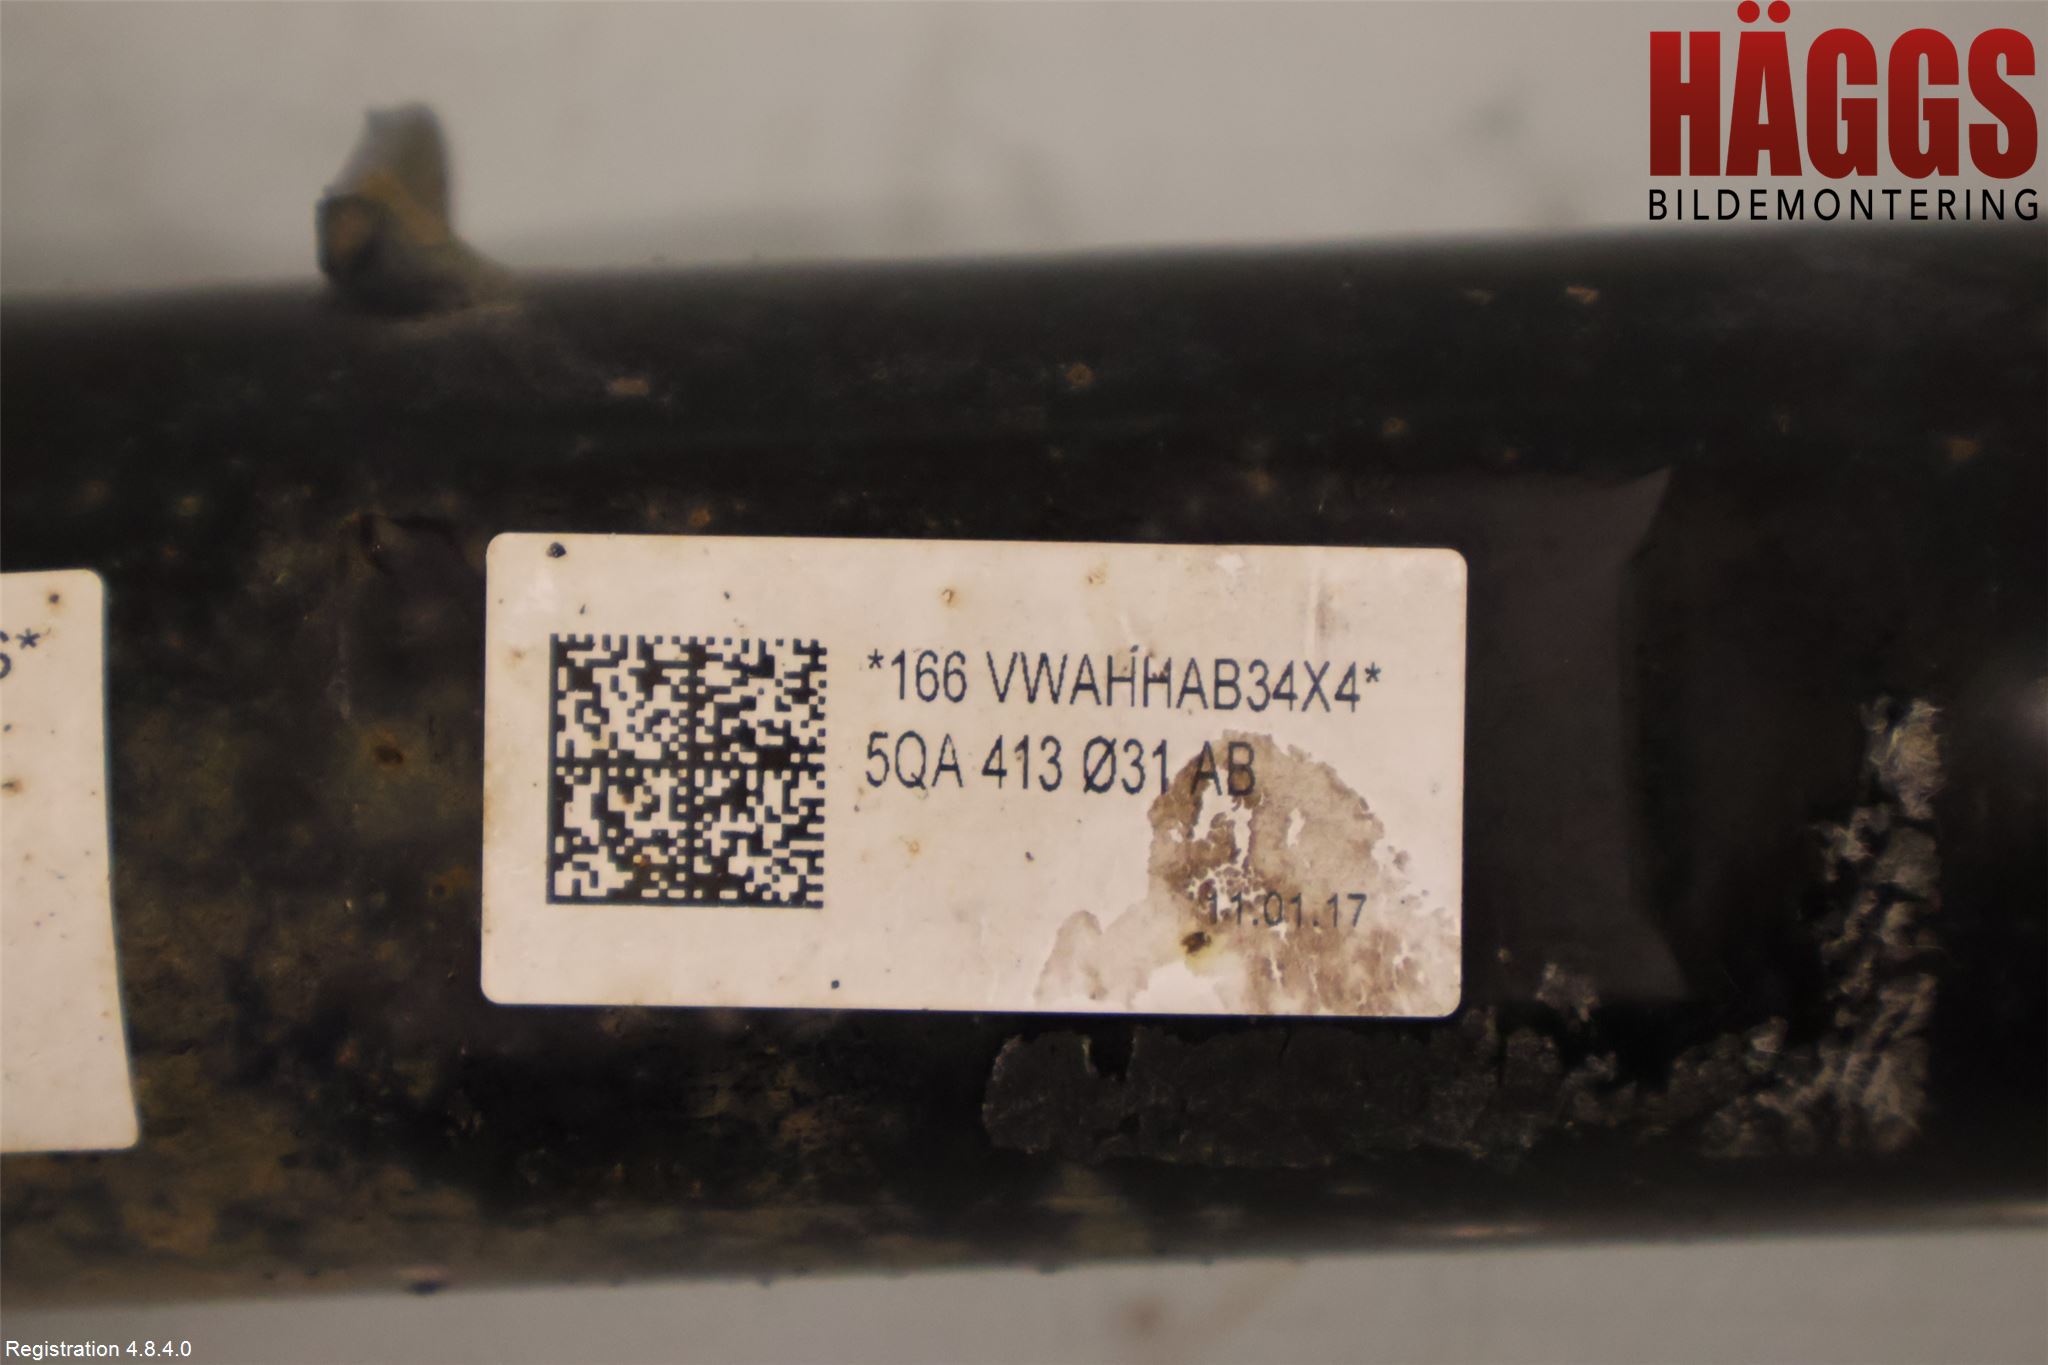 HÄGGS
BILDEMONTERING
*166 VWAHHAB34X4*
5QA 413 Ø31 AB
11.01.17
Registration 4.8.4.0